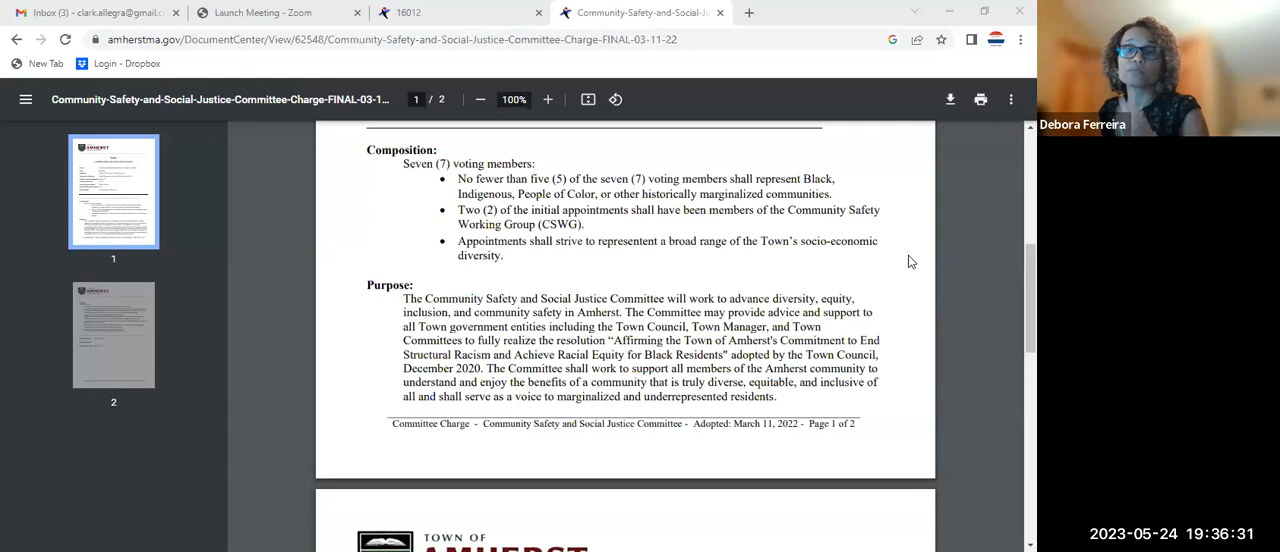 Inbox (3) - clark.allegra@gmail.c
Launch Meeting - Zoom
16012
Community-Safety-and-Social-J
amherstma.gov/DocumentCenter/View/62548/Community-Safety-and-Social-Justice-Committee-Charge-FINAL-03-11-22
New Tab
Login - Dropbox
Community-Safety-and-Social-Justice-Committee-Charge-FINAL-03-1...
1 / 2
100%
Debora Ferreira
AMHERST
1
2
Composition:
Seven (7) voting members:
• No fewer than five (5) of the seven (7) voting members shall represent Black,
Indigenous, People of Color, or other historically marginalized communities.
• Two (2) of the initial appointments shall have been members of the Community Safety
Working Group (CSWG).
• Appointments shall strive to represent a broad range of the Town's socio-economic
diversity.
Purpose:
The Community Safety and Social Justice Committee will work to advance diversity, equity,
inclusion, and community safety in Amherst. The Committee may provide advice and support to
all Town government entities including the Town Council, Town Manager, and Town
Committees to fully realize the resolution “Affirming the Town of Amherst's Commitment to End
Structural Racism and Achieve Racial Equity for Black Residents" adopted by the Town Council,
December 2020. The Committee shall work to support all members of the Amherst community to
understand and enjoy the benefits of a community that is truly diverse, equitable, and inclusive of
all and shall serve as a voice to marginalized and underrepresented residents.
Committee Charge - Community Safety and Social Justice Committee - Adopted: March 11, 2022 - Page 1 of 2
TOWN OF
AMHERST
2023-05-24 19:36:31